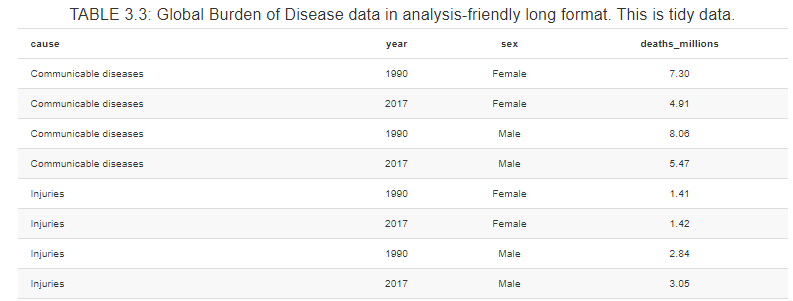 TABLE 3.3: Global Burden of Disease data in analysis-friendly long format. This is tidy data.
cause year sex deaths_millions
Communicable diseases 1990 Female 7.30
Communicable diseases 2017 Female 4.91
Communicable diseases 1990 Male 8.06
Communicable diseases 2017 Male 5.47
Injuries 1990 Female 1.41
Injuries 2017 Female 1.42
Injuries 1990 Male 2.84
Injuries 2017 Male 3.05